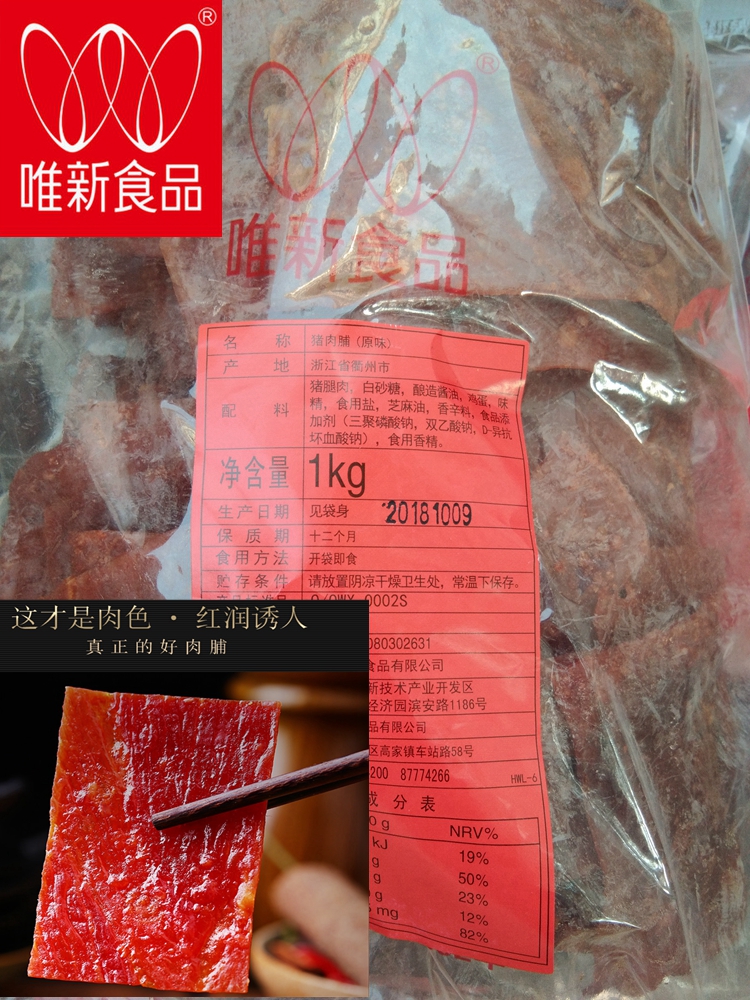 ®
唯新食品
®
唯新食品
名 称 猪肉脯（原味）
产 地 浙江省衢州市
配 料 猪腿肉，白砂糖，酿造酱油，鸡蛋，味
精，食用盐，芝麻油，香辛料，食品添
加剂（三聚磷酸钠，双乙酸钠，D-异抗
坏血酸钠），食用香精。
净含量 1kg
生产日期 见袋身 20181009
保质期 十二个月
食用方法 开袋即食
贮存条件 请放置阴凉干燥卫生处，常温下保存。
0002S
080302631
食品有限公司
新技术产业开发区
经济园滨安路1186号
品有限公司
区高家镇车站路58号
200 87774266 HWL-6
成分表
0 g NRV%
kJ 19%
g 50%
g 23%
g 12%
mg 82%
这才是肉色·红润诱人
真正的好肉脯